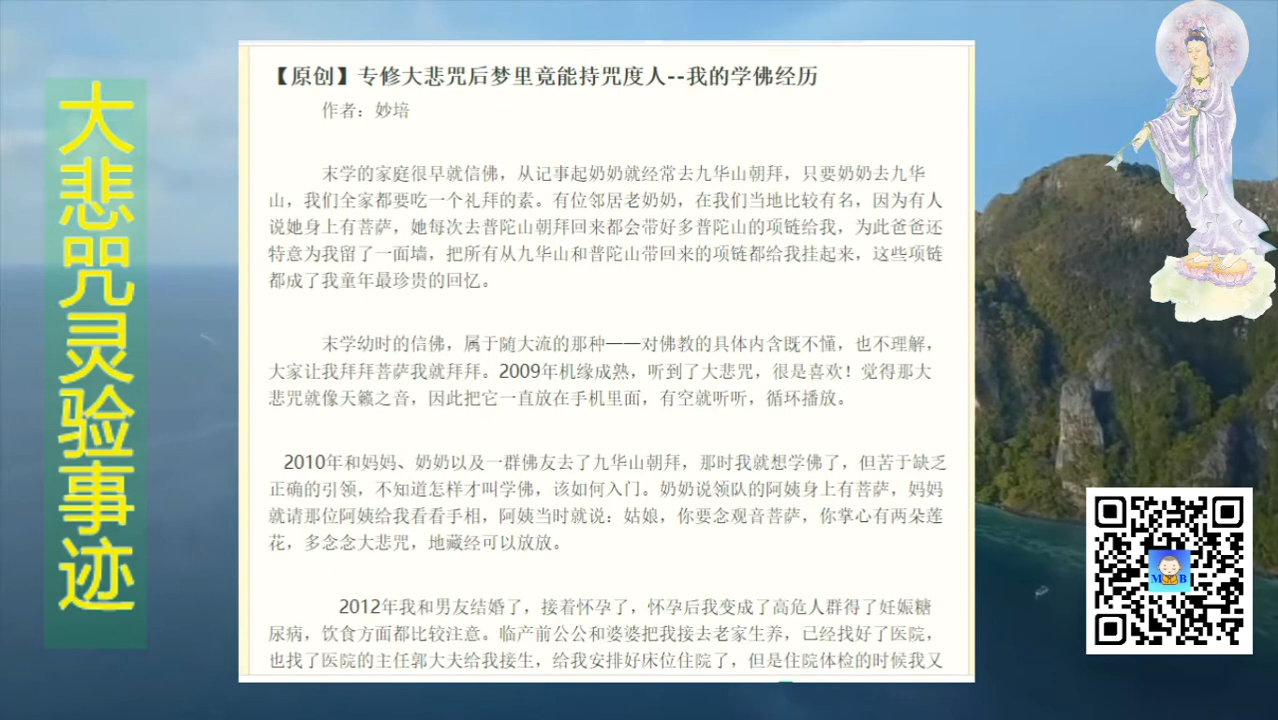 大悲咒灵验事迹
【原创】专修大悲咒后梦里竟能持咒度人--我的学佛经历
作者：妙培
末学的家庭很早就信佛，从记事起奶奶就经常去九华山朝拜，只要奶奶去九华
山，我们全家都要吃一个礼拜的素。有位邻居老奶奶，在我们当地比较有名，因为有人
说她身上有菩萨，她每次去普陀山朝拜回来都会带好多普陀山的项链给我，为此爸爸还
特意为我留了一面墙，把所有从九华山和普陀山带回来的项链都给我挂起来，这些项链
都成了我童年最珍贵的回忆。
末学幼时的信佛，属于随大流的那种——对佛教的具体内含既不懂，也不理解，
大家让我拜拜菩萨我就拜拜。2009年机缘成熟，听到了大悲咒，很是喜欢！觉得那大
悲咒就像天籁之音，因此把它一直放在手机里面，有空就听听，循环播放。
2010年和妈妈、奶奶以及一群佛友去了九华山朝拜，那时我就想学佛了，但苦于缺乏
正确的引领，不知道怎样才叫学佛，该如何入门。奶奶说领队的阿姨身上有菩萨，妈妈
就请那位阿姨给我看看手相，阿姨当时就说：姑娘，你要念观音菩萨，你掌心有两朵莲
花，多念念大悲咒，地藏经可以放放。
2012年我和男友结婚了，接着怀孕了，怀孕后我变成了高危人群得了妊娠糖
尿病，饮食方面都比较注意。临产前公公和婆婆把我接去老家生养，已经找好了医院，
也找了医院的主任郭大夫给我接生，给我安排好床位住院了，但是住院体检的时候我又
M B